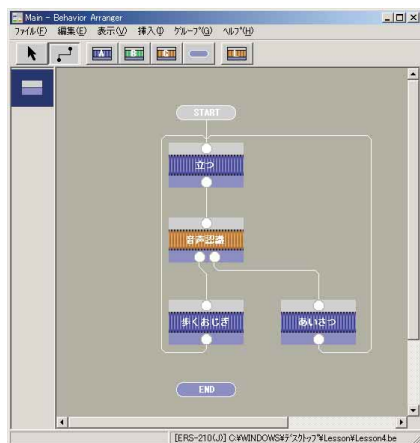 Main - Behavior Arranger
ファイル(F) 編集(E) 表示(V) 挿入(I) グループ(G) ヘルプ(H)
A B C E
START
立つ
音声認識
歩くおじぎ
あいさつ
END
[ERS-210(J)] C:¥WINDOWS¥デスクトップ¥Lesson¥Lesson4.be